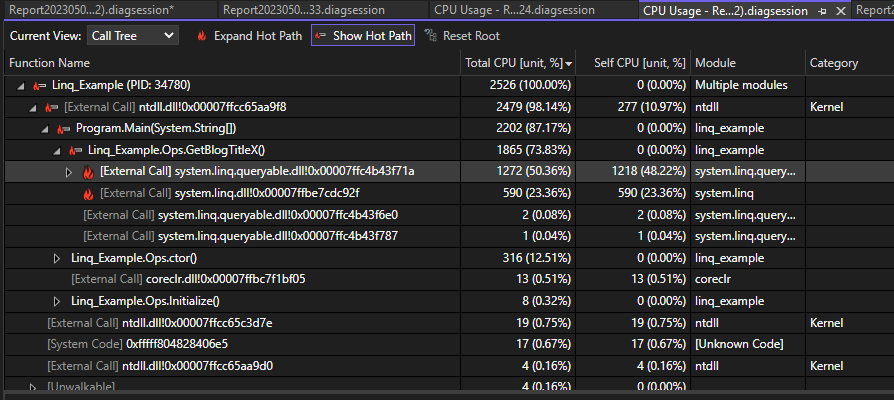 Report2023050...2).diagsession* Report2023050...33.diagsession CPU Usage - R...24.diagsession CPU Usage - Re...2).diagsession Report2
Current View: Call Tree Expand Hot Path Show Hot Path Reset Root
Function Name Total CPU [unit, %] Self CPU [unit, %] Module Category
Linq_Example (PID: 34780) 2526 (100.00%) 0 (0.00%) Multiple modules
[External Call] ntdll.dll!0x00007ffcc65aa9f8 2479 (98.14%) 277 (10.97%) ntdll Kernel
Program.Main(System.String[]) 2202 (87.17%) 0 (0.00%) linq_example
Linq_Example.Ops.GetBlogTitleX() 1865 (73.83%) 0 (0.00%) linq_example
[External Call] system.linq.queryable.dll!0x00007ffc4b43f71a 1272 (50.36%) 1218 (48.22%) system.linq.query...
[External Call] system.linq.dll!0x00007ffbe7cdc92f 590 (23.36%) 590 (23.36%) system.linq
[External Call] system.linq.queryable.dll!0x00007ffc4b43f6e0 2 (0.08%) 2 (0.08%) system.linq.query...
[External Call] system.linq.queryable.dll!0x00007ffc4b43f787 1 (0.04%) 1 (0.04%) system.linq.query...
Linq_Example.Ops.ctor() 316 (12.51%) 0 (0.00%) linq_example
[External Call] coreclr.dll!0x00007ffbc7f1bf05 13 (0.51%) 13 (0.51%) coreclr
Linq_Example.Ops.Initialize() 8 (0.32%) 0 (0.00%) linq_example
[External Call] ntdll.dll!0x00007ffcc65c3d7e 19 (0.75%) 19 (0.75%) ntdll Kernel
[System Code] 0xfffff804828406e5 17 (0.67%) 17 (0.67%) [Unknown Code]
[External Call] ntdll.dll!0x00007ffcc65aa9d0 4 (0.16%) 4 (0.16%) ntdll Kernel
[Unwalkable] 4 (0.16%) 0 (0.00%)